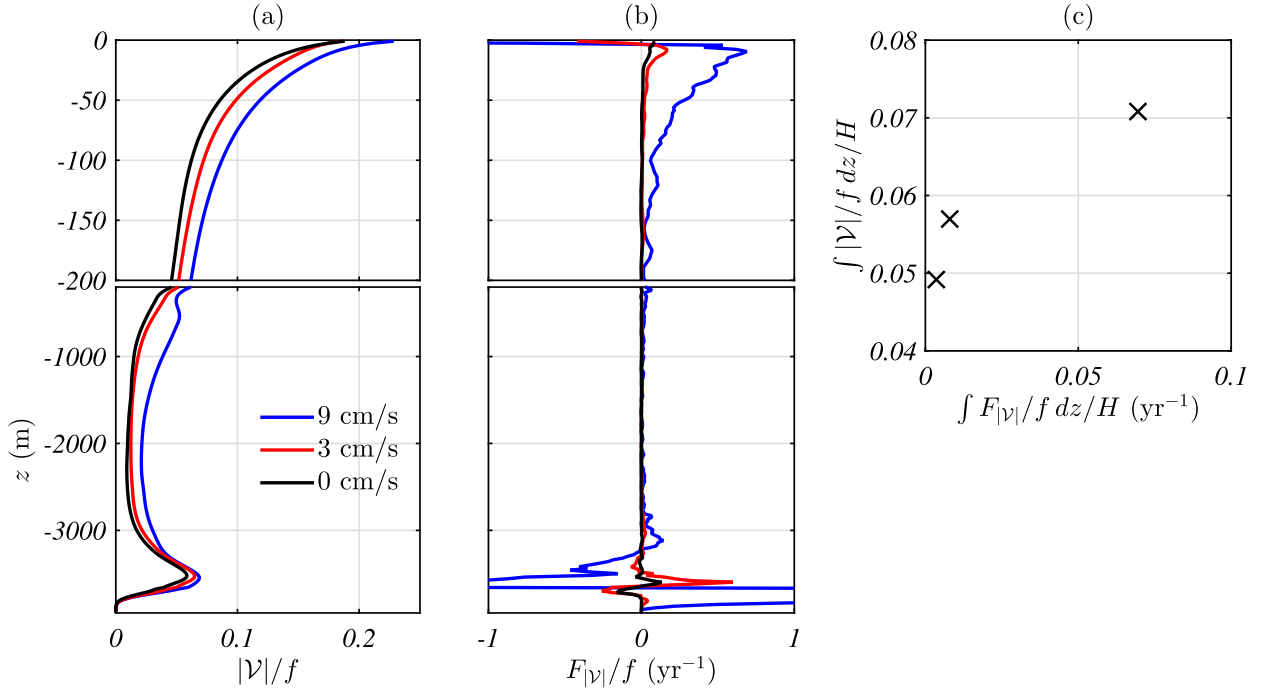 (a)
(b)
(c)
0
-50
-100
-150
-200
-1000
-2000
-3000
z (m)
9 cm/s
3 cm/s
0 cm/s
0 0.1 0.2
|𝒱|/f
-1 0 1
F|𝒱|/f (yr⁻¹)
0.08
0.07
0.06
0.05
0.04
∫ |𝒱|/f dz/H
0 0.05 0.1
∫ F|𝒱|/f dz/H (yr⁻¹)